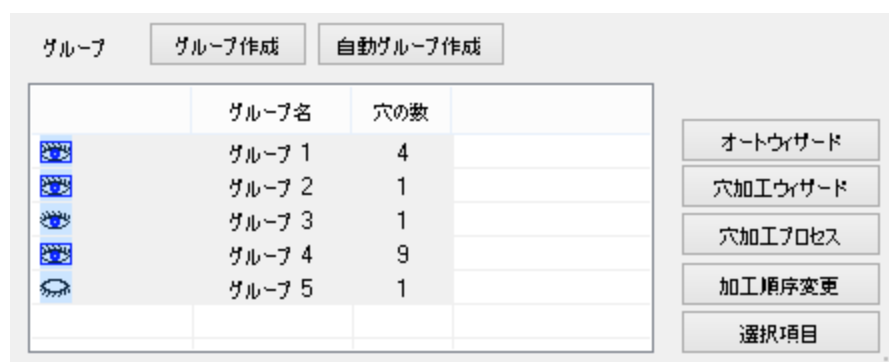 グループ グループ作成 自動グループ作成
グループ名 穴の数
グループ 1 4
グループ 2 1
グループ 3 1
グループ 4 9
グループ 5 1
オートウィザード
穴加工ウィザード
穴加工プロセス
加工順序変更
選択項目